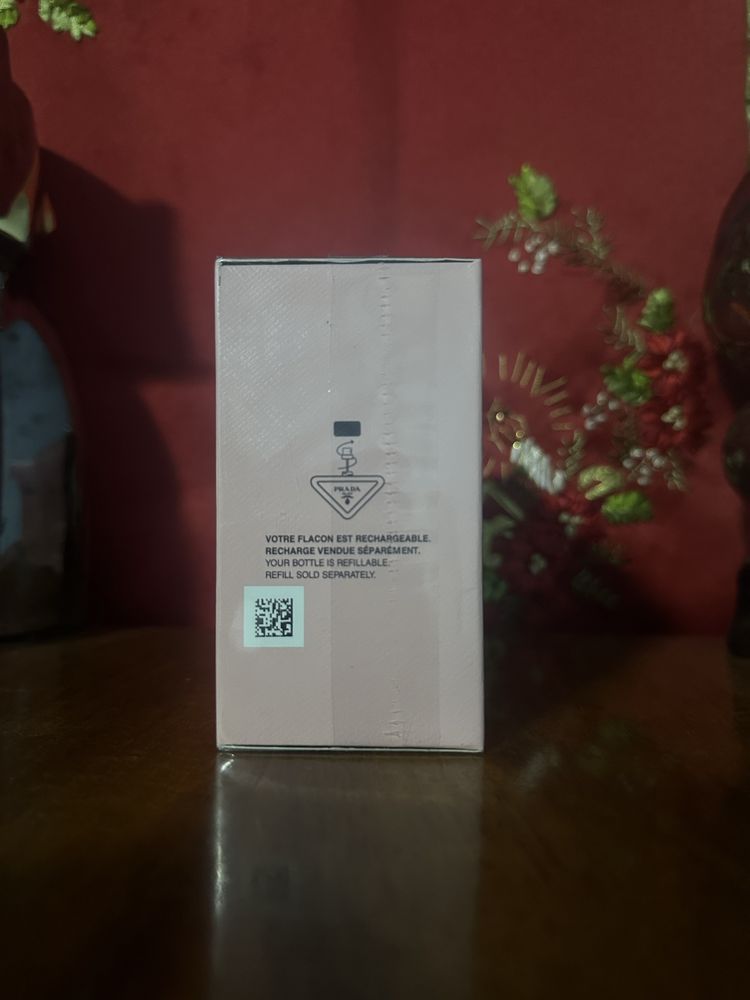 PRADA
VOTRE FLACON EST RECHARGEABLE.
RECHARGE VENDUE SÉPARÉMENT.
YOUR BOTTLE IS REFILLABLE.
REFILL SOLD SEPARATELY.